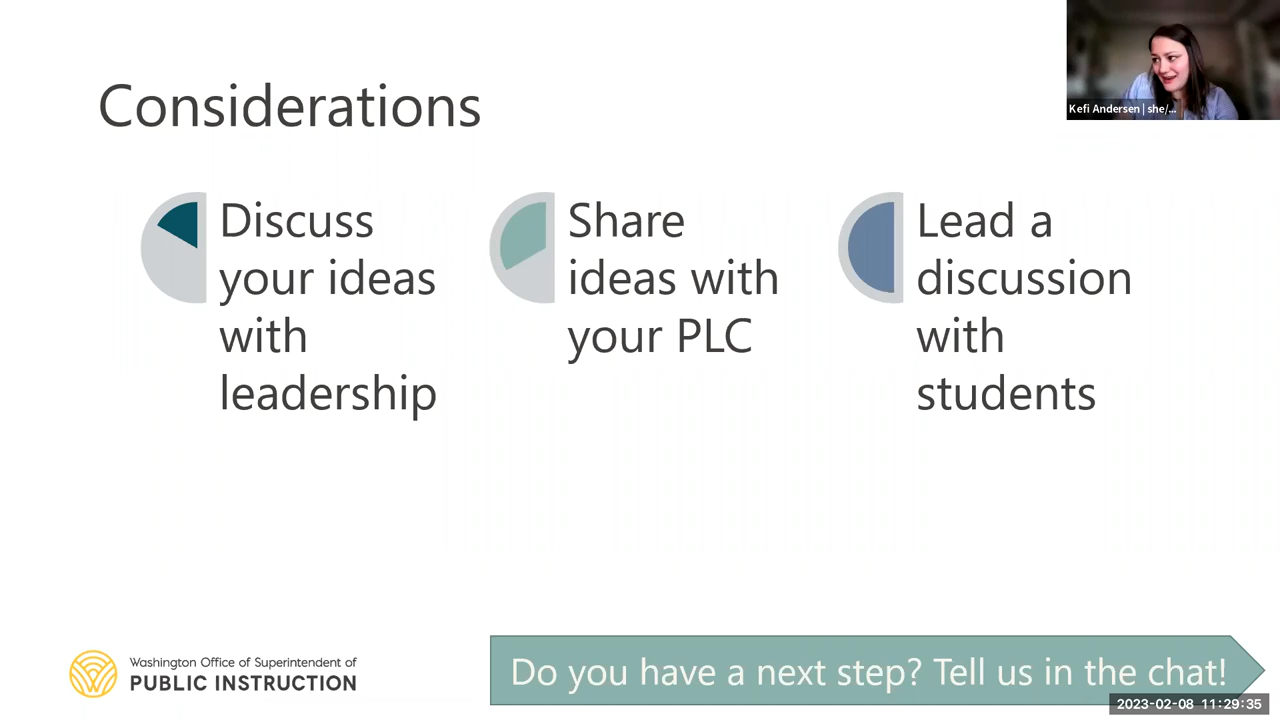 Considerations
Kefi Andersen | she/...
Discuss
your ideas
with
leadership
Share
ideas with
your PLC
Lead a
discussion
with
students
Washington Office of Superintendent of
PUBLIC INSTRUCTION
Do you have a next step? Tell us in the chat!
2023-02-08 11:29:35